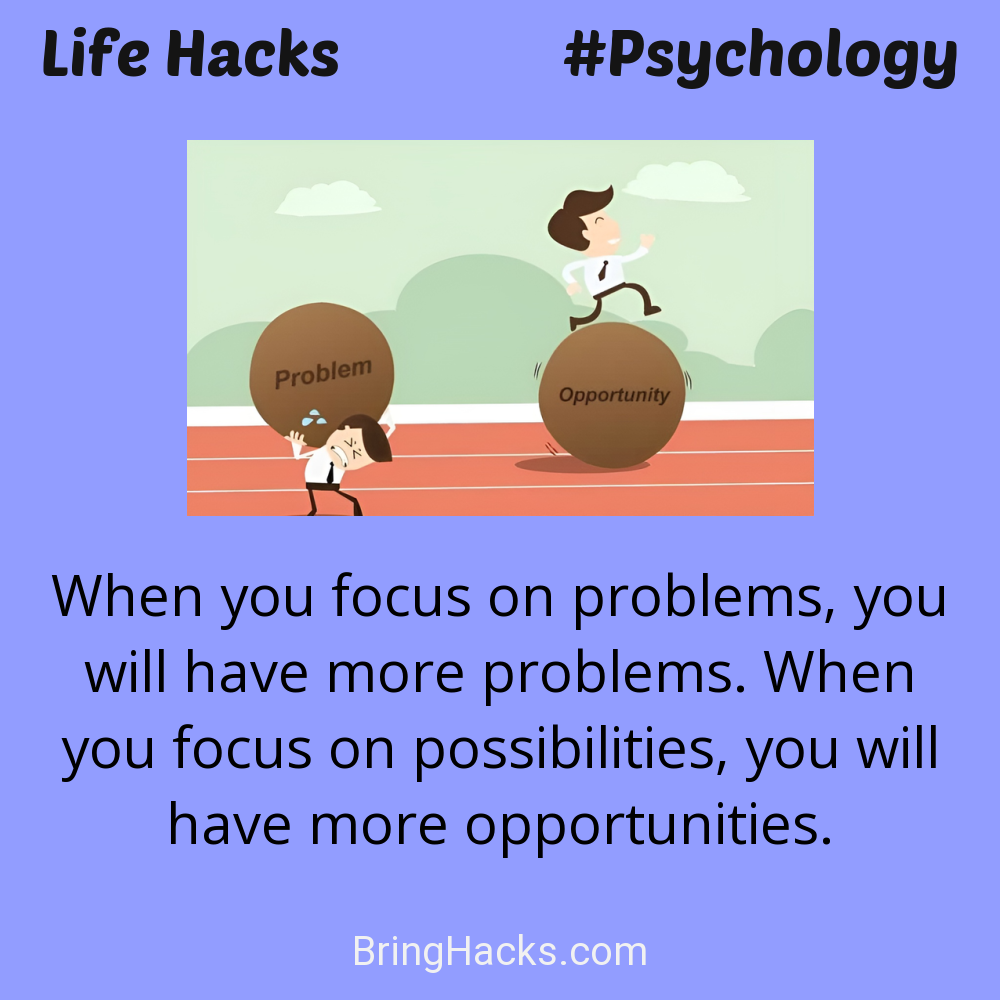 Life Hacks #Psychology
Problem
Opportunity
When you focus on problems, you
will have more problems. When
you focus on possibilities, you will
have more opportunities.
BringHacks.com